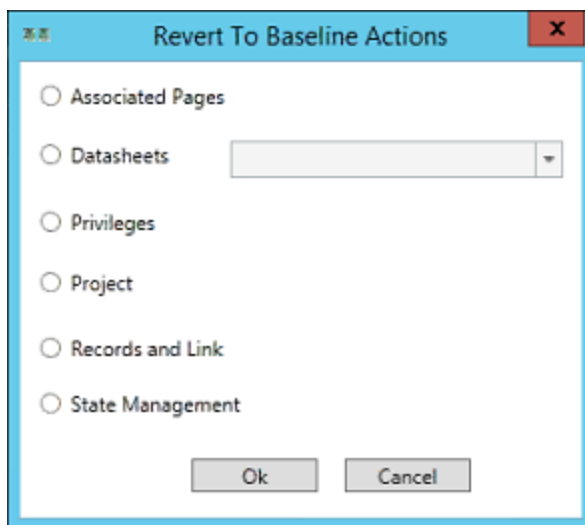 Revert To Baseline Actions
x
Associated Pages
Datasheets
Privileges
Project
Records and Link
State Management
Ok Cancel